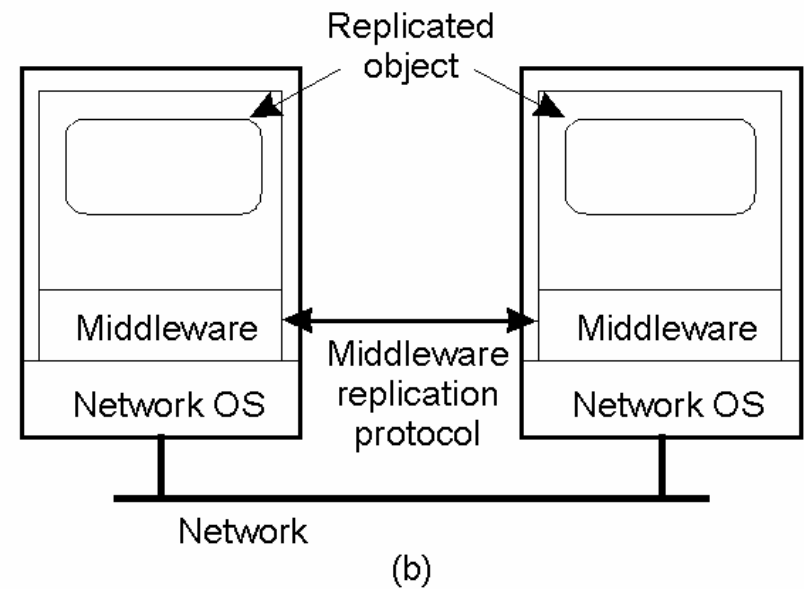 Replicated
object
Middleware
Middleware
Middleware
replication
protocol
Network OS
Network OS
Network
(b)